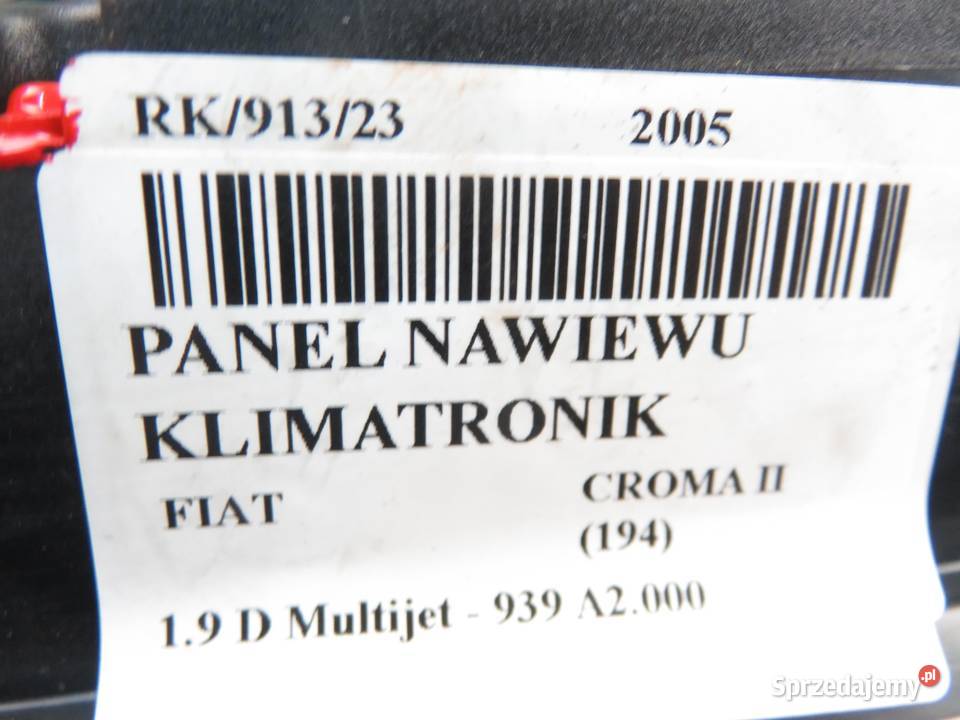 RK/913/23 2005
PANEL NAWIEWU
KLIMATRONIK
FIAT CROMA II
(194)
1.9 D Multijet - 939 A2.000
Sprzedajemy.pl